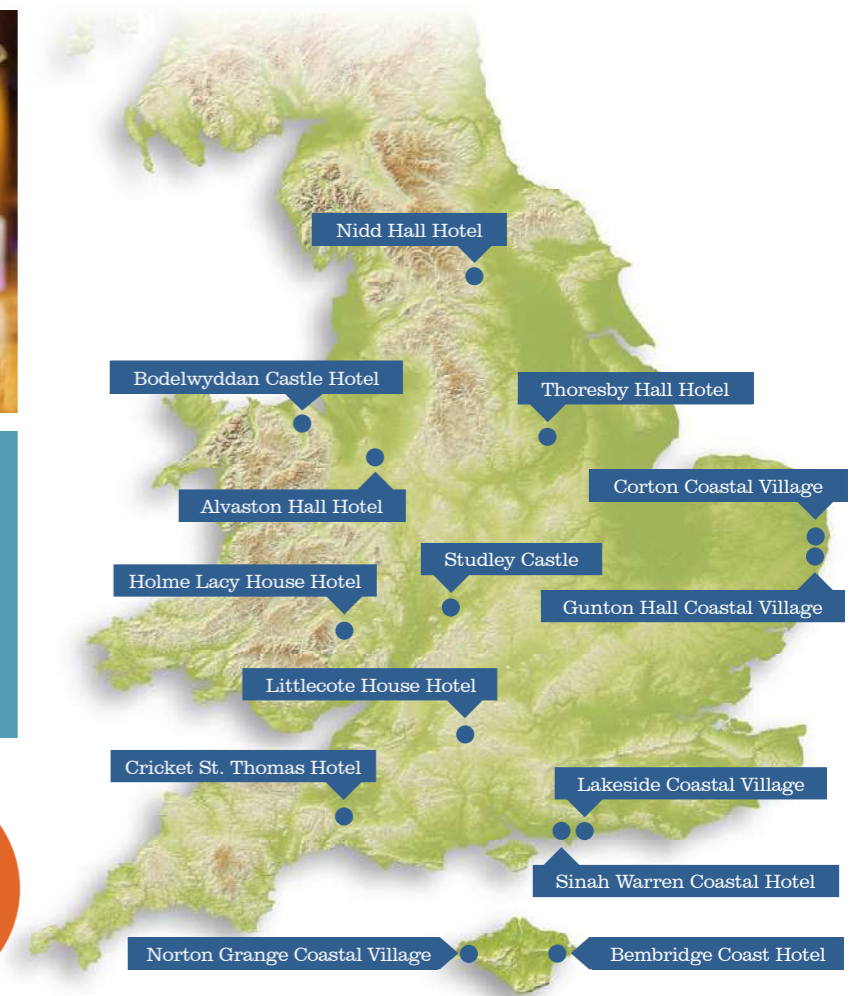 Nidd Hall Hotel
Bodelwyddan Castle Hotel
Thoresby Hall Hotel
Corton Coastal Village
Alvaston Hall Hotel
Studley Castle
Holme Lacy House Hotel
Gunton Hall Coastal Village
Littlecote House Hotel
Cricket St. Thomas Hotel
Lakeside Coastal Village
Sinah Warren Coastal Hotel
Norton Grange Coastal Village
Bembridge Coast Hotel